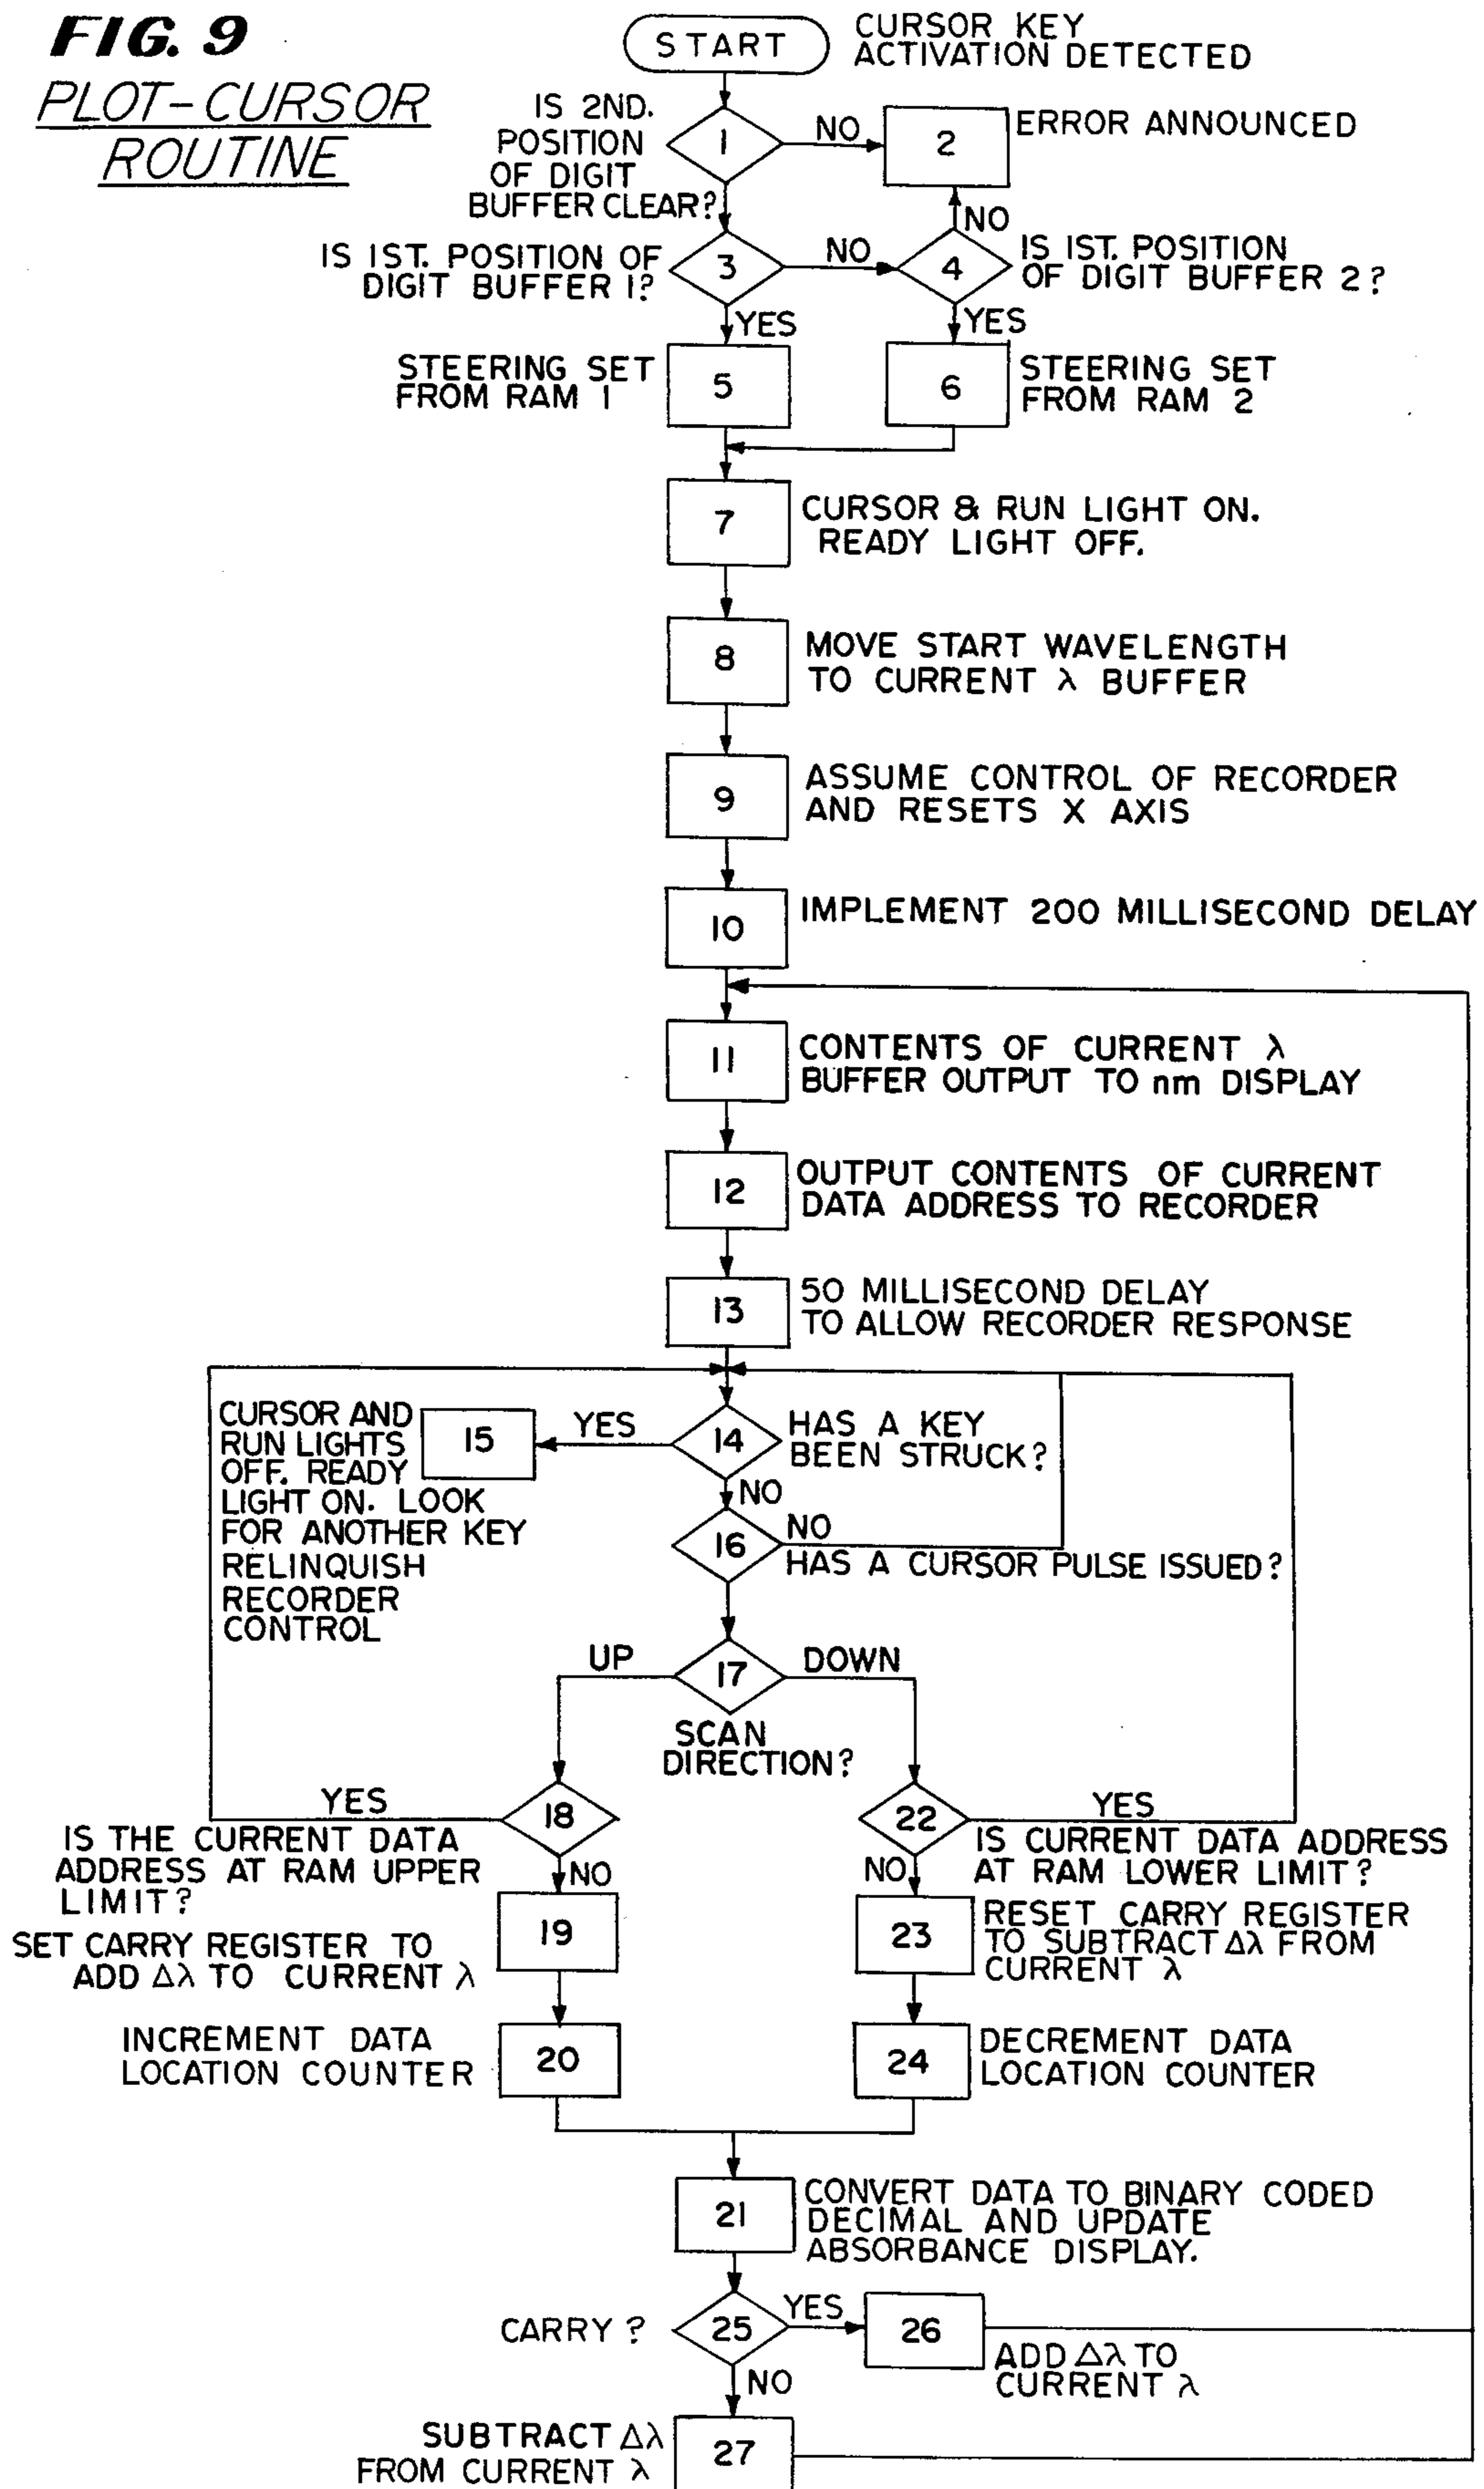 FIG. 9
PLOT-CURSOR
ROUTINE
START
CURSOR KEY
ACTIVATION DETECTED
IS 2ND.
POSITION
OF DIGIT
BUFFER CLEAR?
1
NO
2
ERROR ANNOUNCED
IS 1ST. POSITION OF
DIGIT BUFFER 1?
3
NO
4
NO
IS 1ST. POSITION
OF DIGIT BUFFER 2?
YES
YES
STEERING SET
FROM RAM 1
5
6
STEERING SET
FROM RAM 2
7
CURSOR & RUN LIGHT ON.
READY LIGHT OFF.
8
MOVE START WAVELENGTH
TO CURRENT λ BUFFER
9
ASSUME CONTROL OF RECORDER
AND RESETS X AXIS
10
IMPLEMENT 200 MILLISECOND DELAY
11
CONTENTS OF CURRENT λ
BUFFER OUTPUT TO nm DISPLAY
12
OUTPUT CONTENTS OF CURRENT
DATA ADDRESS TO RECORDER
13
50 MILLISECOND DELAY
TO ALLOW RECORDER RESPONSE
CURSOR AND
RUN LIGHTS
OFF. READY
LIGHT ON. LOOK
FOR ANOTHER KEY
RELINQUISH
RECORDER
CONTROL
15
YES
14
HAS A KEY
BEEN STRUCK?
NO
16
NO
HAS A CURSOR PULSE ISSUED?
UP
17
DOWN
SCAN
DIRECTION?
YES
18
IS THE CURRENT DATA
ADDRESS AT RAM UPPER
LIMIT?
NO
22
YES
IS CURRENT DATA ADDRESS
AT RAM LOWER LIMIT?
NO
19
SET CARRY REGISTER TO
ADD Δλ TO CURRENT λ
23
RESET CARRY REGISTER
TO SUBTRACT Δλ FROM
CURRENT λ
INCREMENT DATA
LOCATION COUNTER
20
24
DECREMENT DATA
LOCATION COUNTER
21
CONVERT DATA TO BINARY CODED
DECIMAL AND UPDATE
ABSORBANCE DISPLAY.
CARRY?
25
YES
26
ADD Δλ TO
CURRENT λ
NO
SUBTRACT Δλ
FROM CURRENT λ
27